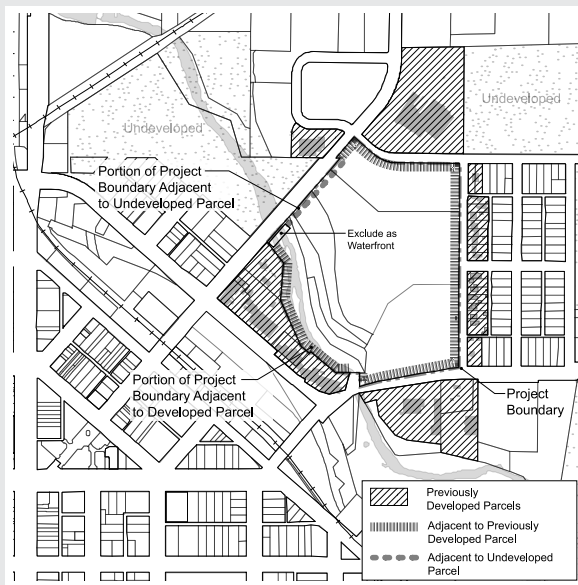 Undeveloped
Undeveloped
Portion of Project
Boundary Adjacent
to Undeveloped Parcel
Exclude as
Waterfront
Portion of Project
Boundary Adjacent
to Developed Parcel
Project
Boundary
Previously
Developed Parcels
Adjacent to Previously
Developed Parcel
Adjacent to Undeveloped
Parcel